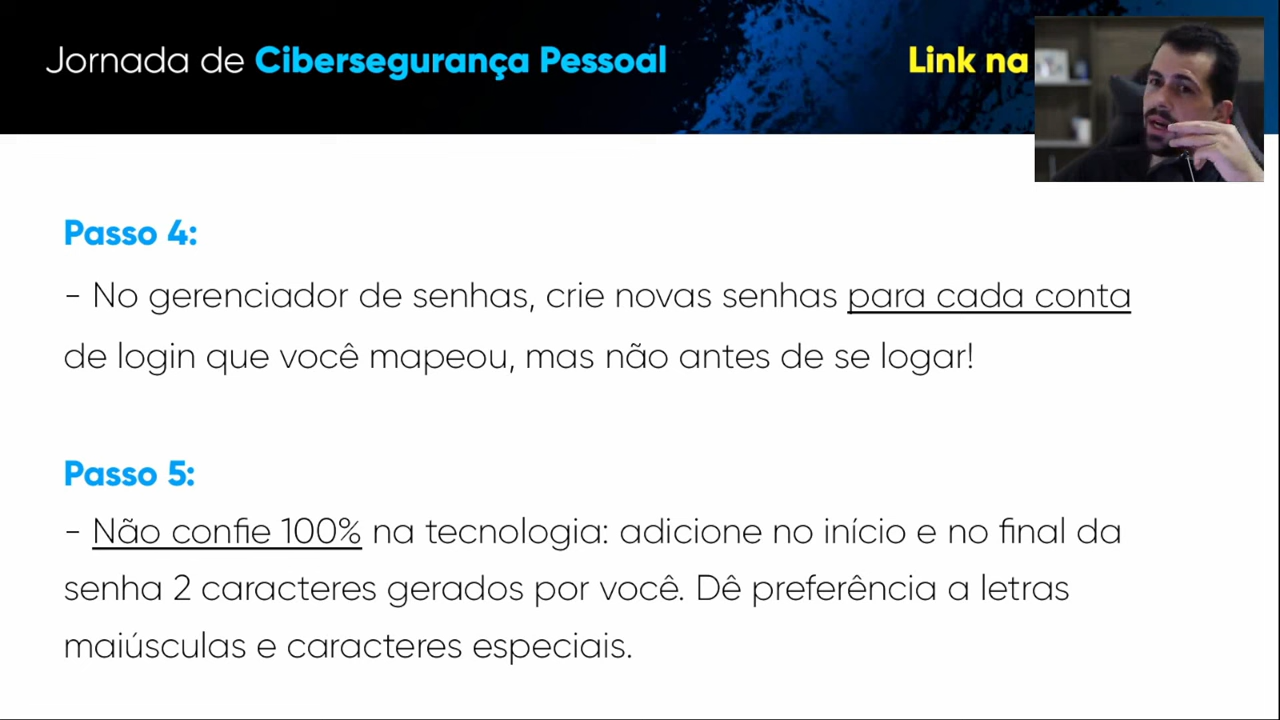 Jornada de Cibersegurança Pessoal
Link na
Passo 4:
- No gerenciador de senhas, crie novas senhas para cada conta
de login que você mapeou, mas não antes de se logar!
Passo 5:
- Não confie 100% na tecnologia: adicione no início e no final da
senha 2 caracteres gerados por você. Dê preferência a letras
maiúsculas e caracteres especiais.